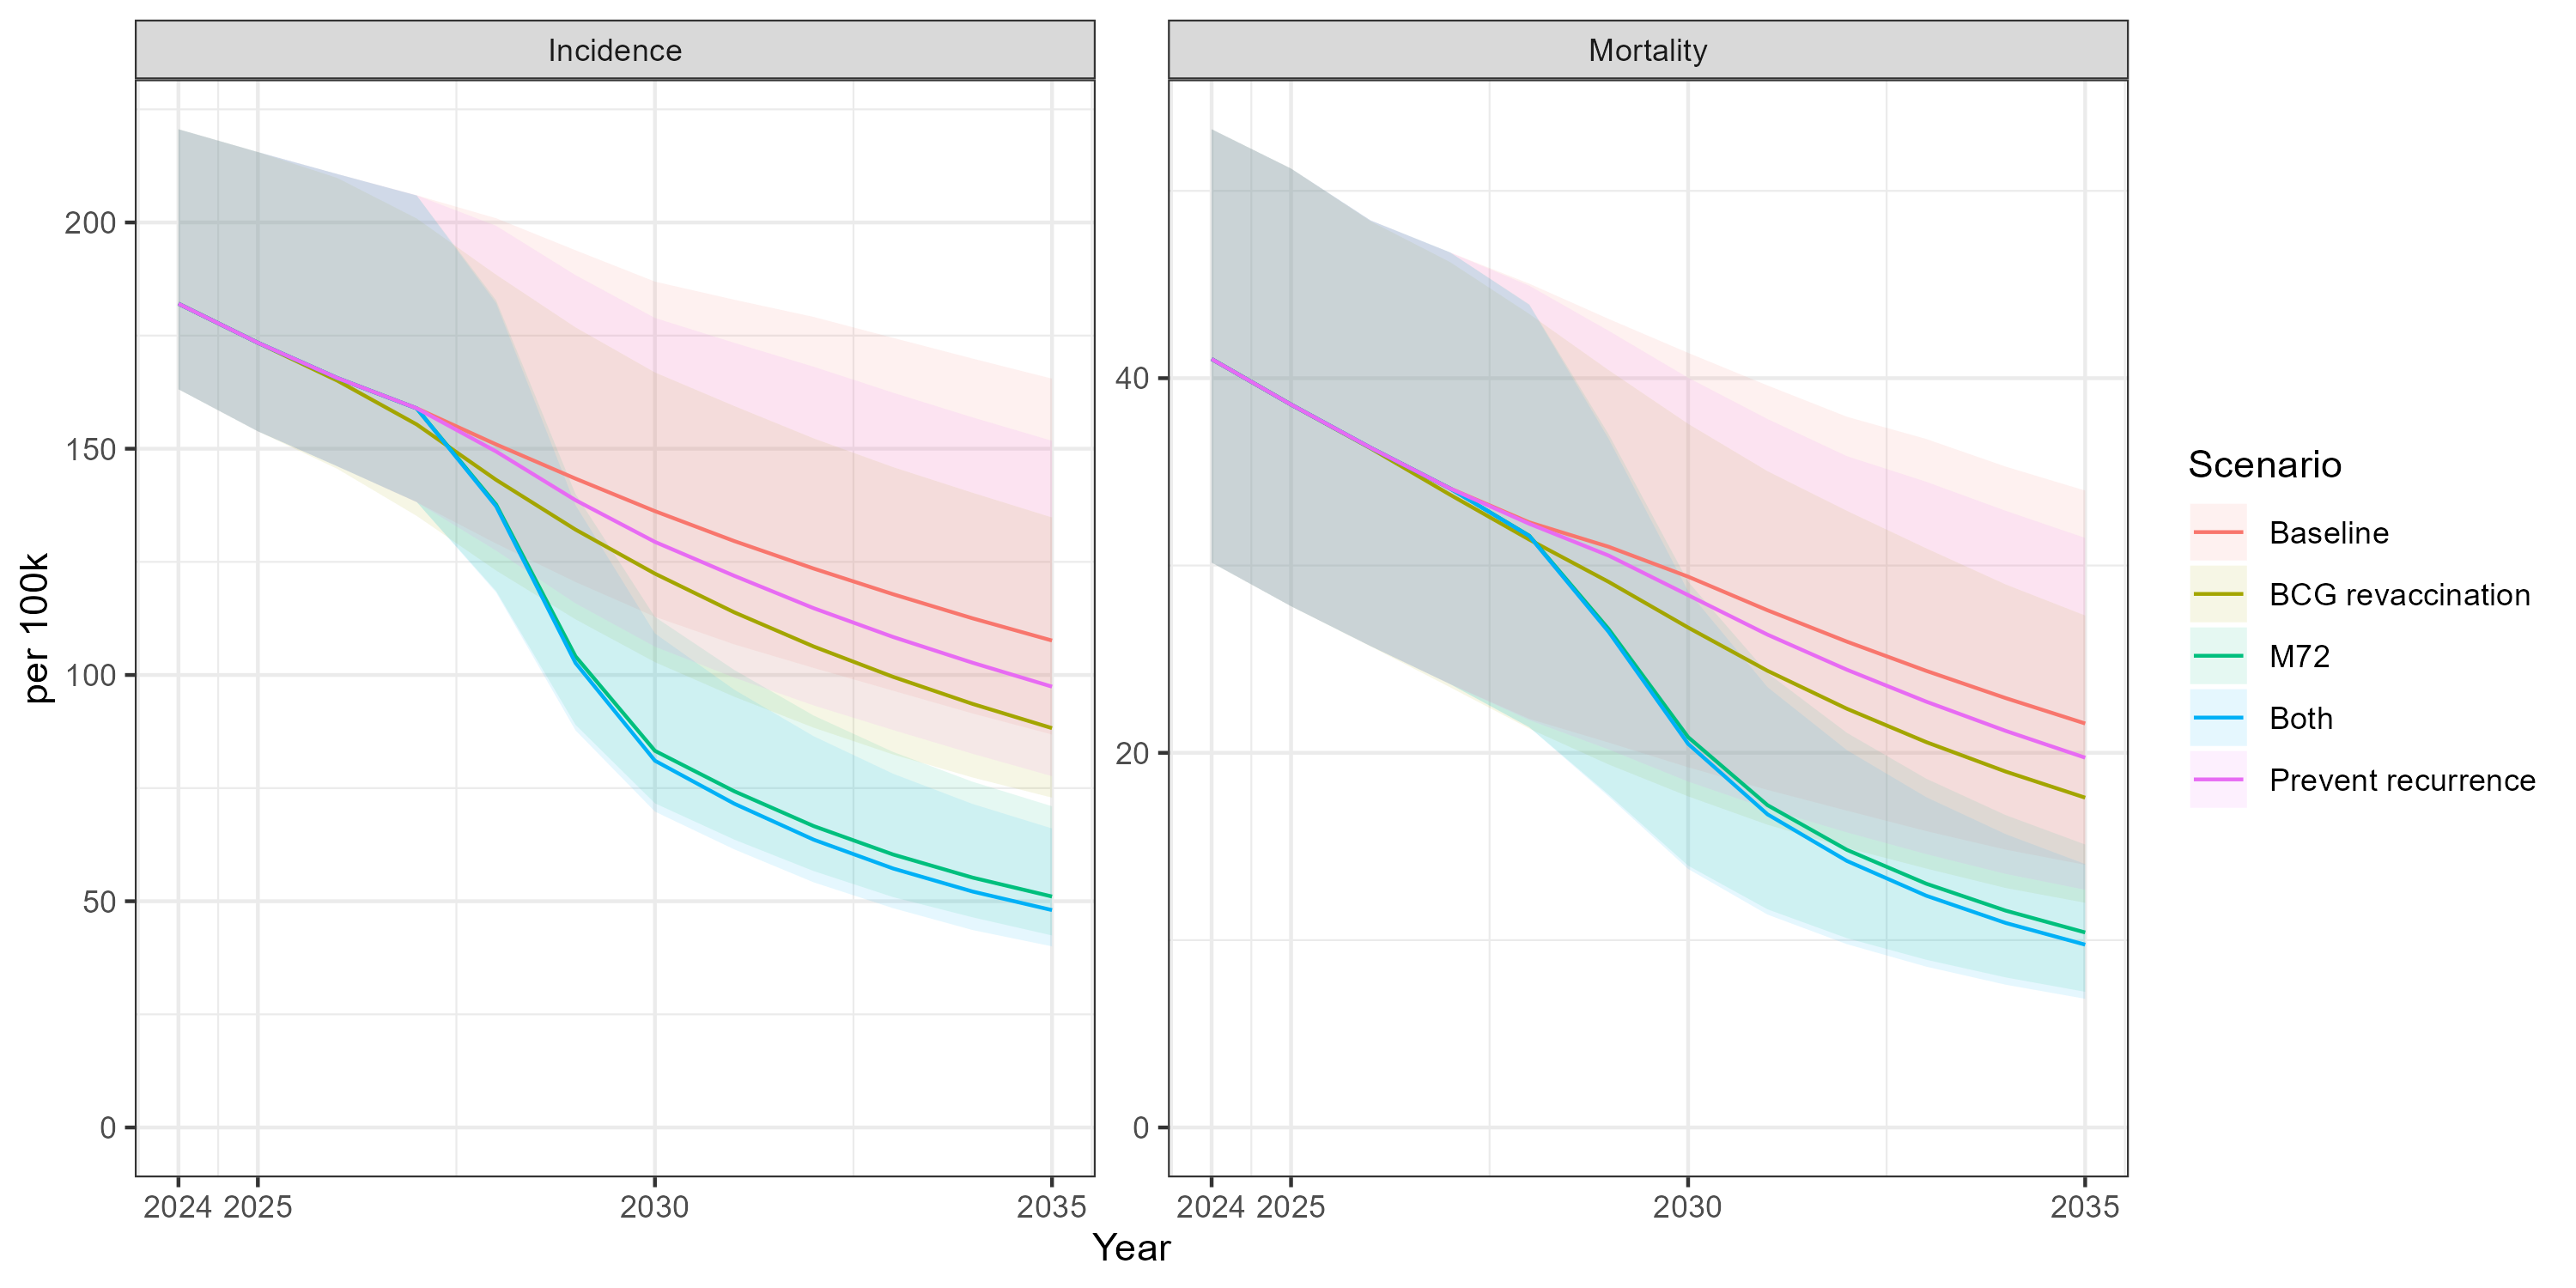 Incidence
Mortality
per 100k
200
150
100
50
0
40
20
0
2024 2025 2030 2035
2024 2025 2030 2035
Year
Scenario
Baseline
BCG revaccination
M72
Both
Prevent recurrence